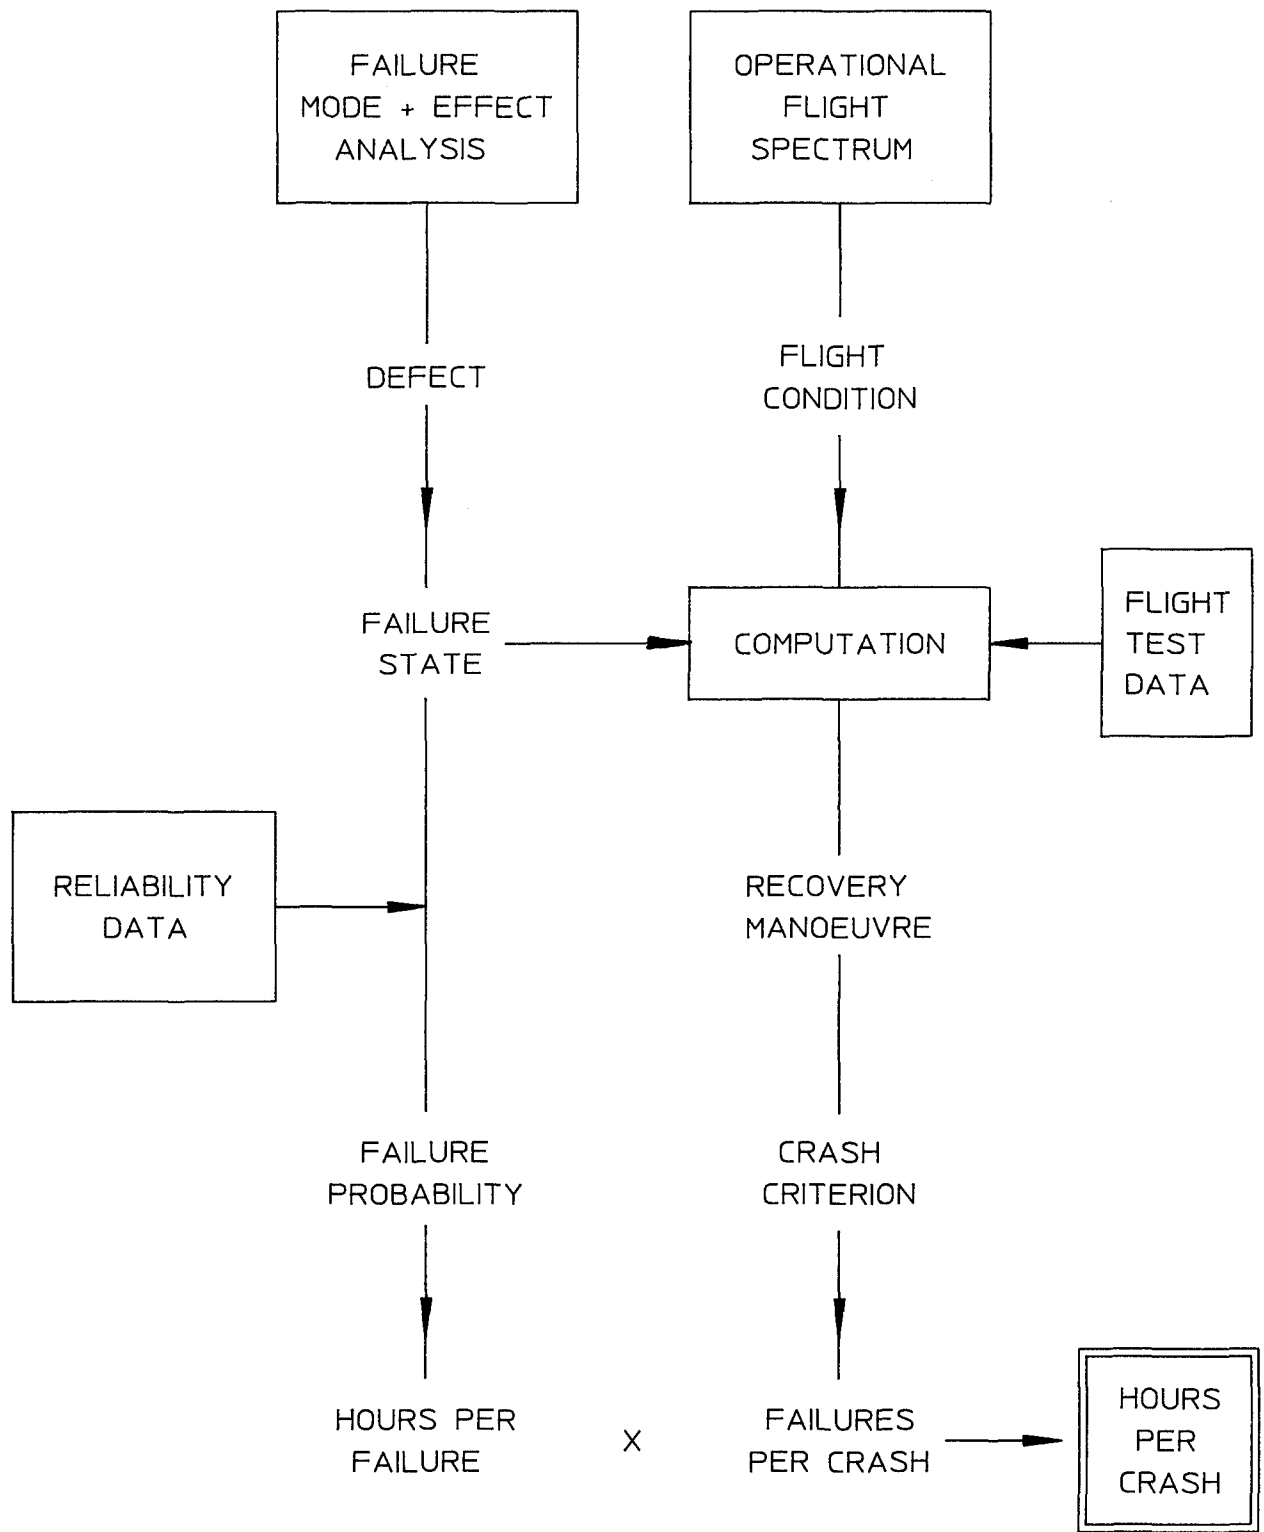 FAILURE
MODE + EFFECT
ANALYSIS
OPERATIONAL
FLIGHT
SPECTRUM
DEFECT
FLIGHT
CONDITION
FAILURE
STATE
COMPUTATION
FLIGHT
TEST
DATA
RELIABILITY
DATA
RECOVERY
MANOEUVRE
FAILURE
PROBABILITY
CRASH
CRITERION
HOURS PER
FAILURE
X
FAILURES
PER CRASH
HOURS
PER
CRASH